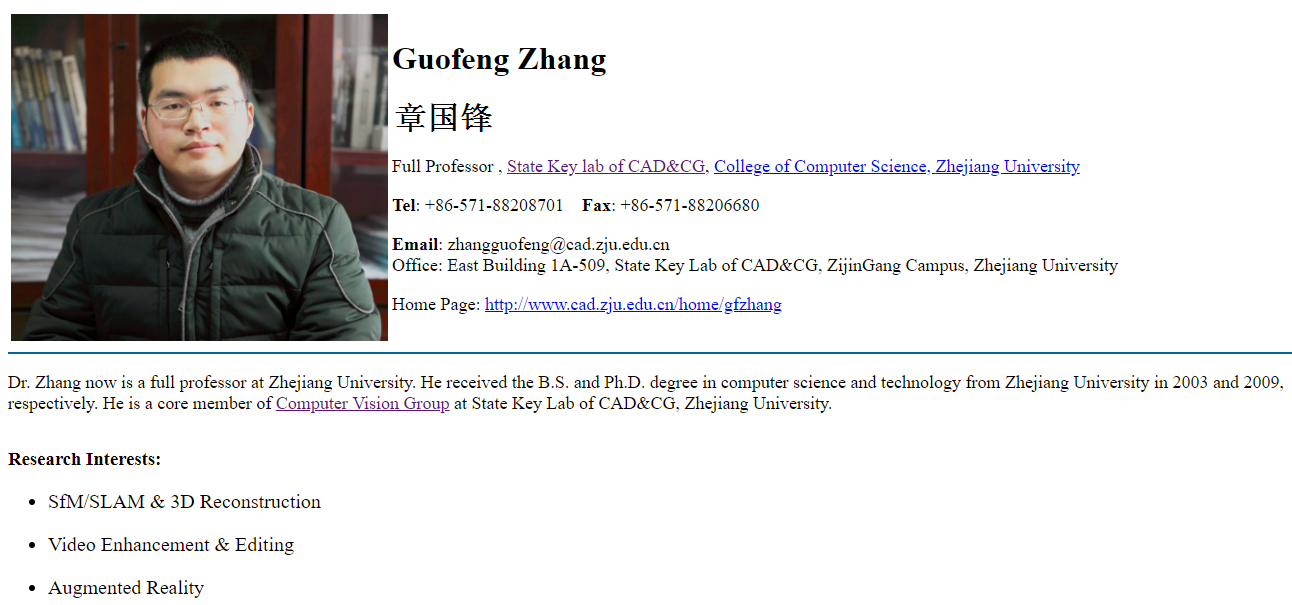 Guofeng Zhang
章国锋
Full Professor , State Key lab of CAD&CG, College of Computer Science, Zhejiang University
Tel: +86-571-88208701 Fax: +86-571-88206680
Email: zhangguofeng@cad.zju.edu.cn
Office: East Building 1A-509, State Key Lab of CAD&CG, ZijinGang Campus, Zhejiang University
Home Page: http://www.cad.zju.edu.cn/home/gfzhang
Dr. Zhang now is a full professor at Zhejiang University. He received the B.S. and Ph.D. degree in computer science and technology from Zhejiang University in 2003 and 2009,
respectively. He is a core member of Computer Vision Group at State Key Lab of CAD&CG, Zhejiang University.
Research Interests:
• SfM/SLAM & 3D Reconstruction
• Video Enhancement & Editing
• Augmented Reality